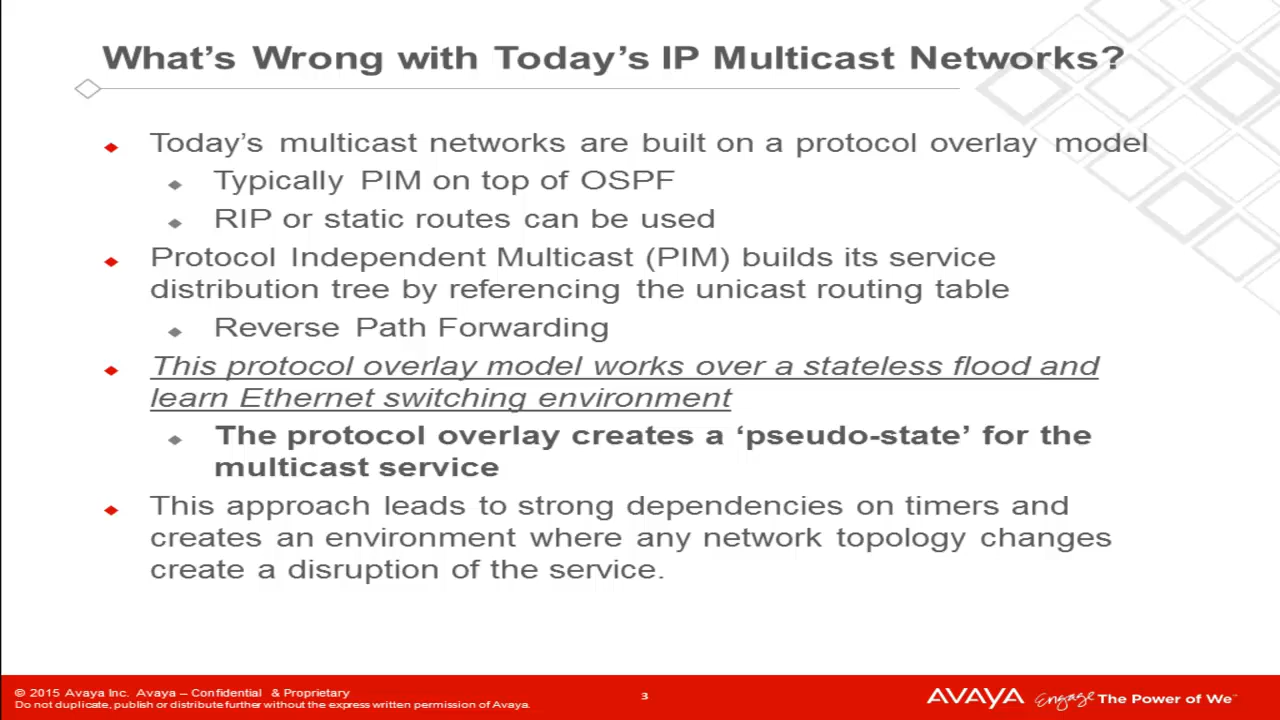 What's Wrong with Today's IP Multicast Networks?
Today's multicast networks are built on a protocol overlay model
Typically PIM on top of OSPF
RIP or static routes can be used
Protocol Independent Multicast (PIM) builds its service
distribution tree by referencing the unicast routing table
Reverse Path Forwarding
This protocol overlay model works over a stateless flood and
learn Ethernet switching environment
The protocol overlay creates a ‘pseudo-state’ for the
multicast service
This approach leads to strong dependencies on timers and
creates an environment where any network topology changes
create a disruption of the service.
© 2015 Avaya Inc. Avaya – Confidential & Proprietary
Do not duplicate, publish or distribute further without the express written permission of Avaya.
3
AVAYA Engage The Power of We™